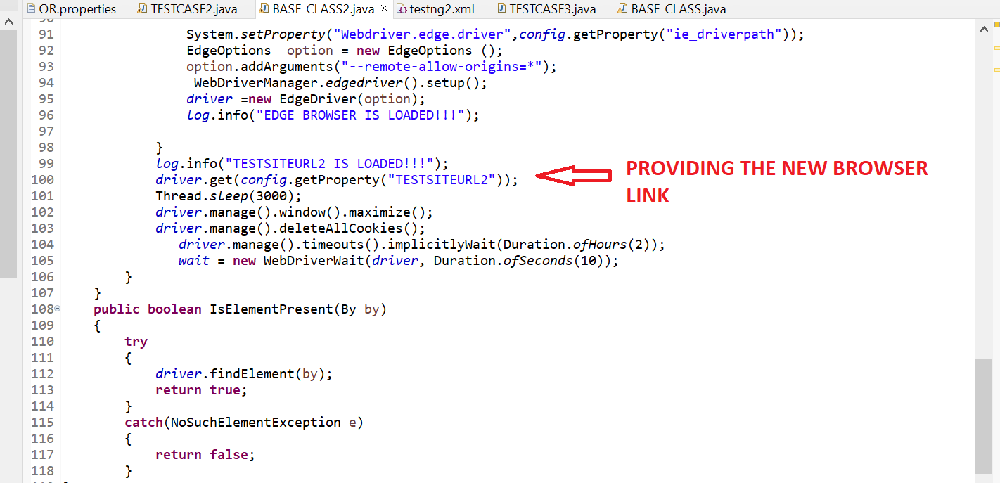 OR.properties TESTCASE2.java BASE_CLASS2.java testng2.xml TESTCASE3.java BASE_CLASS.java
91 System.setProperty("Webdriver.edge.driver",config.getProperty("ie_driverpath"));
92 EdgeOptions option = new EdgeOptions ();
93 option.addArguments("--remote-allow-origins=*");
94 WebDriverManager.edgedriver().setup();
95 driver =new EdgeDriver(option);
96 log.info("EDGE BROWSER IS LOADED!!!");
97
98 }
99 log.info("TESTSITEURL2 IS LOADED!!!");
100 driver.get(config.getProperty("TESTSITEURL2"));
PROVIDING THE NEW BROWSER
LINK
101 Thread.sleep(3000);
102 driver.manage().window().maximize();
103 driver.manage().deleteAllCookies();
104 driver.manage().timeouts().implicitlyWait(Duration.ofHours(2));
105 wait = new WebDriverWait(driver, Duration.ofSeconds(10));
106 }
107 }
108 public boolean IsElementPresent(By by)
109 {
110 try
111 {
112 driver.findElement(by);
113 return true;
114 }
115 catch(NoSuchElementException e)
116 {
117 return false;
118 }